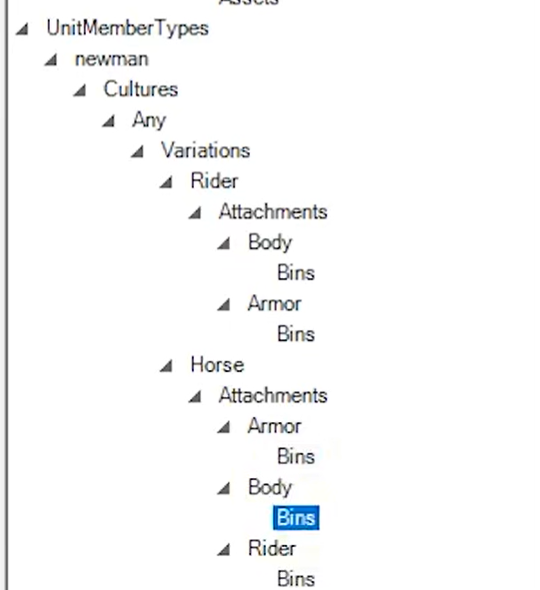 Assets
UnitMemberTypes
newman
Cultures
Any
Variations
Rider
Attachments
Body
Bins
Armor
Bins
Horse
Attachments
Armor
Bins
Body
Bins
Rider
Bins